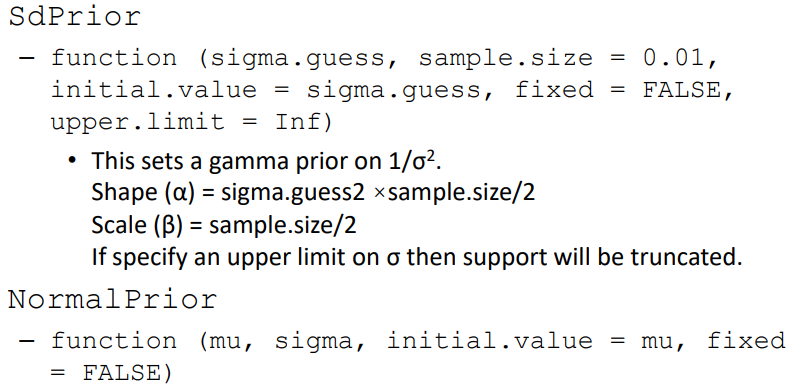 SdPrior
– function (sigma.guess, sample.size = 0.01,
initial.value = sigma.guess, fixed = FALSE,
upper.limit = Inf)
• This sets a gamma prior on 1/σ².
Shape (α) = sigma.guess2 ×sample.size/2
Scale (β) = sample.size/2
If specify an upper limit on σ then support will be truncated.
NormalPrior
– function (mu, sigma, initial.value = mu, fixed
= FALSE)